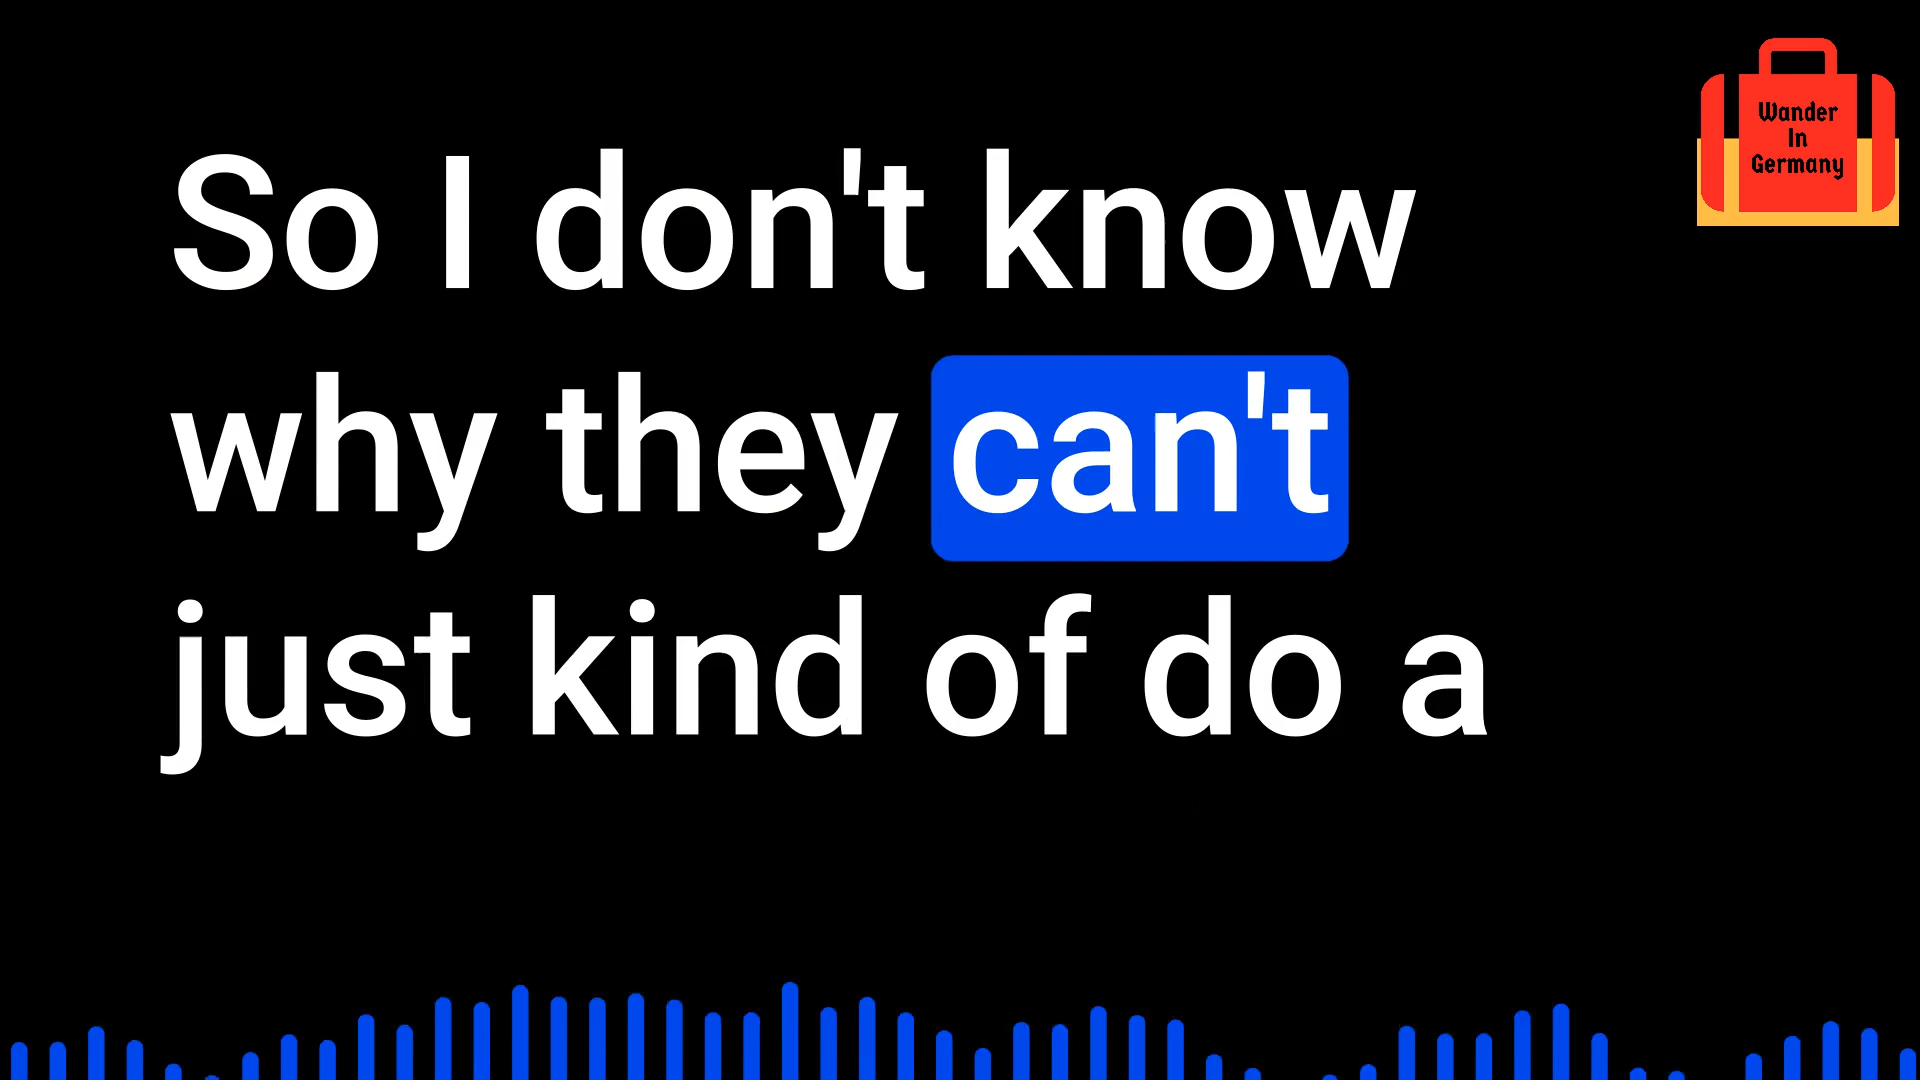 So I don't know
why they can't
just kind of do a
Wander
In
Germany